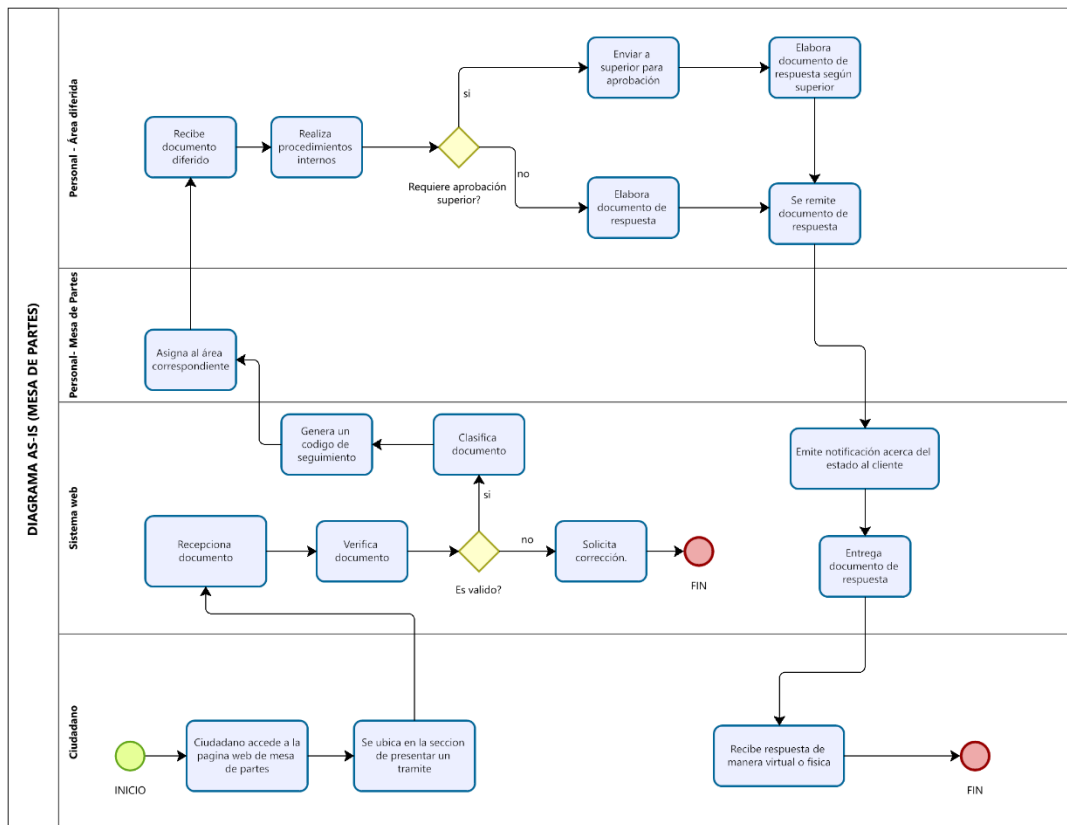 DIAGRAMA AS-IS (MESA DE PARTES)
Personal - Área diferida
Recibe
documento
diferido
Realiza
procedimientos
internos
Requiere aprobación
superior?
si
no
Enviar a
superior para
aprobación
Elabora
documento de
respuesta según
superior
Elabora
documento de
respuesta
Se remite
documento de
respuesta
Personal- Mesa de Partes
Asigna al área
correspondiente
Sistema web
Genera un
codigo de
seguimiento
Clasifica
documento
si
Recepciona
documento
Verifica
documento
Es valido?
no
Solicita
corrección.
FIN
Emite notificación acerca del
estado al cliente
Entrega
documento de
respuesta
Ciudadano
INICIO
Ciudadano accede a la
pagina web de mesa
de partes
Se ubica en la seccion
de presentar un
tramite
Recibe respuesta de
manera virtual o fisica
FIN